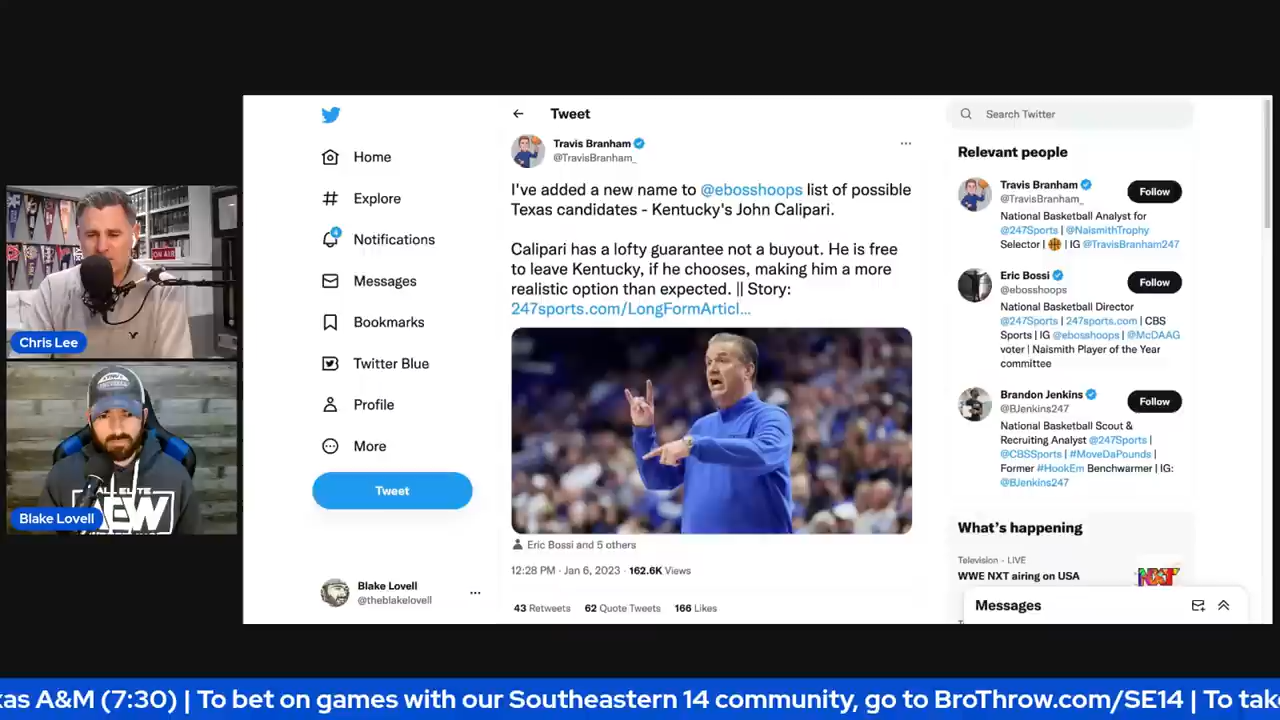 ON AIR
Chris Lee
ALL ELITE
AEW
Blake Lovell
Home
Explore
4
Notifications
Messages
Bookmarks
Twitter Blue
Profile
More
Tweet
Blake Lovell
@theblakelovell
Tweet
Travis Branham
@TravisBranham_
I've added a new name to @ebosshoops list of possible
Texas candidates - Kentucky's John Calipari.
Calipari has a lofty guarantee not a buyout. He is free
to leave Kentucky, if he chooses, making him a more
realistic option than expected. || Story:
247sports.com/LongFormArticl...
Eric Bossi and 5 others
12:28 PM · Jan 6, 2023 · 162.6K Views
43 Retweets 62 Quote Tweets 166 Likes
Search Twitter
Relevant people
Travis Branham
@TravisBranham_
Follow
National Basketball Analyst for
@247Sports | @NaismithTrophy
Selector | 🏀 | IG @TravisBranham247
Eric Bossi
@ebosshoops
Follow
National Basketball Director
@247Sports | 247sports.com | CBS
Sports | IG @ebosshoops | @McDAAG
voter | Naismith Player of the Year
committee
Brandon Jenkins
@BJenkins247
Follow
National Basketball Scout &
Recruiting Analyst @247Sports |
@CBSSports | #MoveDaPounds |
Former #HookEm Benchwarmer | IG:
@BJenkins247
What's happening
Television · LIVE
WWE NXT airing on USA
NXT
Messages
kas A&M (7:30) | To bet on games with our Southeastern 14 community, go to BroThrow.com/SE14 | To tak